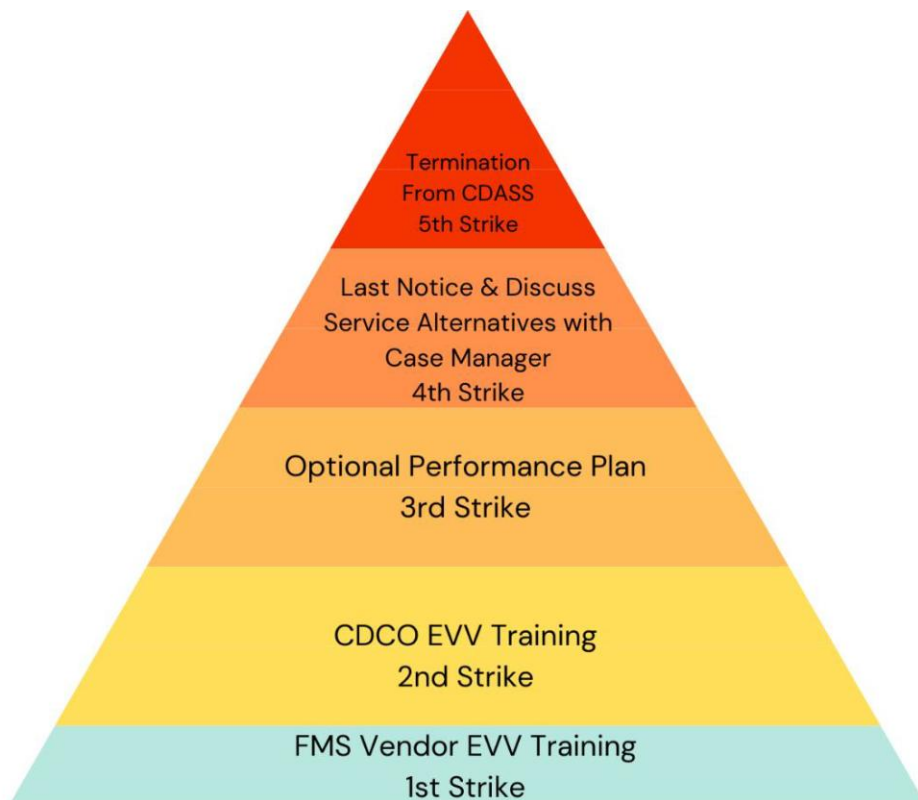 Termination
From CDASS
5th Strike
Last Notice & Discuss
Service Alternatives with
Case Manager
4th Strike
Optional Performance Plan
3rd Strike
CDCO EVV Training
2nd Strike
FMS Vendor EVV Training
1st Strike